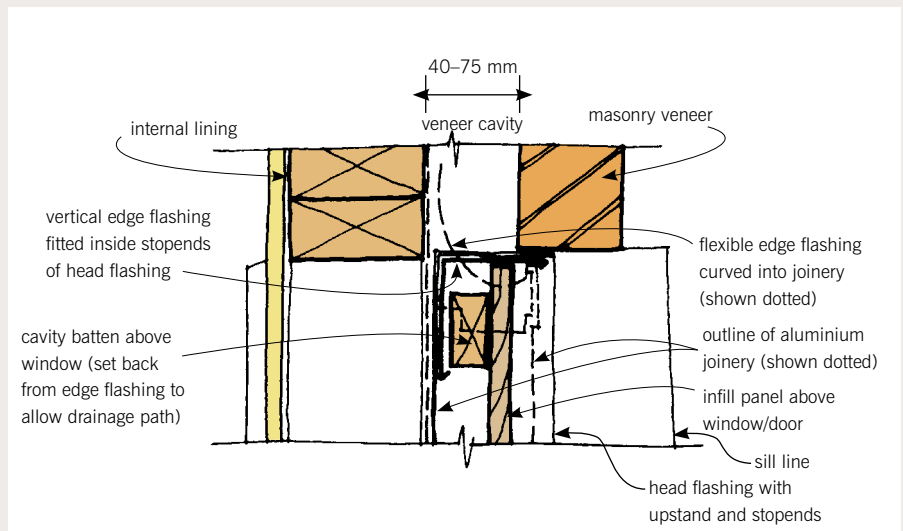 40–75 mm
veneer cavity
masonry veneer
internal lining
vertical edge flashing
fitted inside stopends
of head flashing
flexible edge flashing
curved into joinery
(shown dotted)
cavity batten above
window (set back
from edge flashing to
allow drainage path)
outline of aluminium
joinery (shown dotted)
infill panel above
window/door
sill line
head flashing with
upstand and stopends